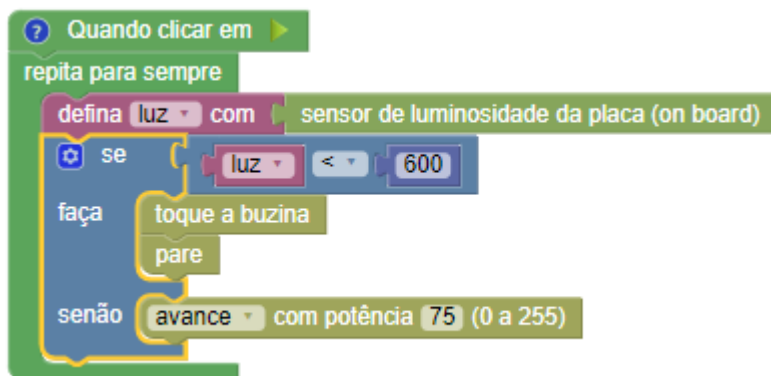 ? Quando clicar em
repita para sempre
defina luz com sensor de luminosidade da placa (on board)
se luz < 600
faça toque a buzina
pare
senão avance com potência 75 (0 a 255)